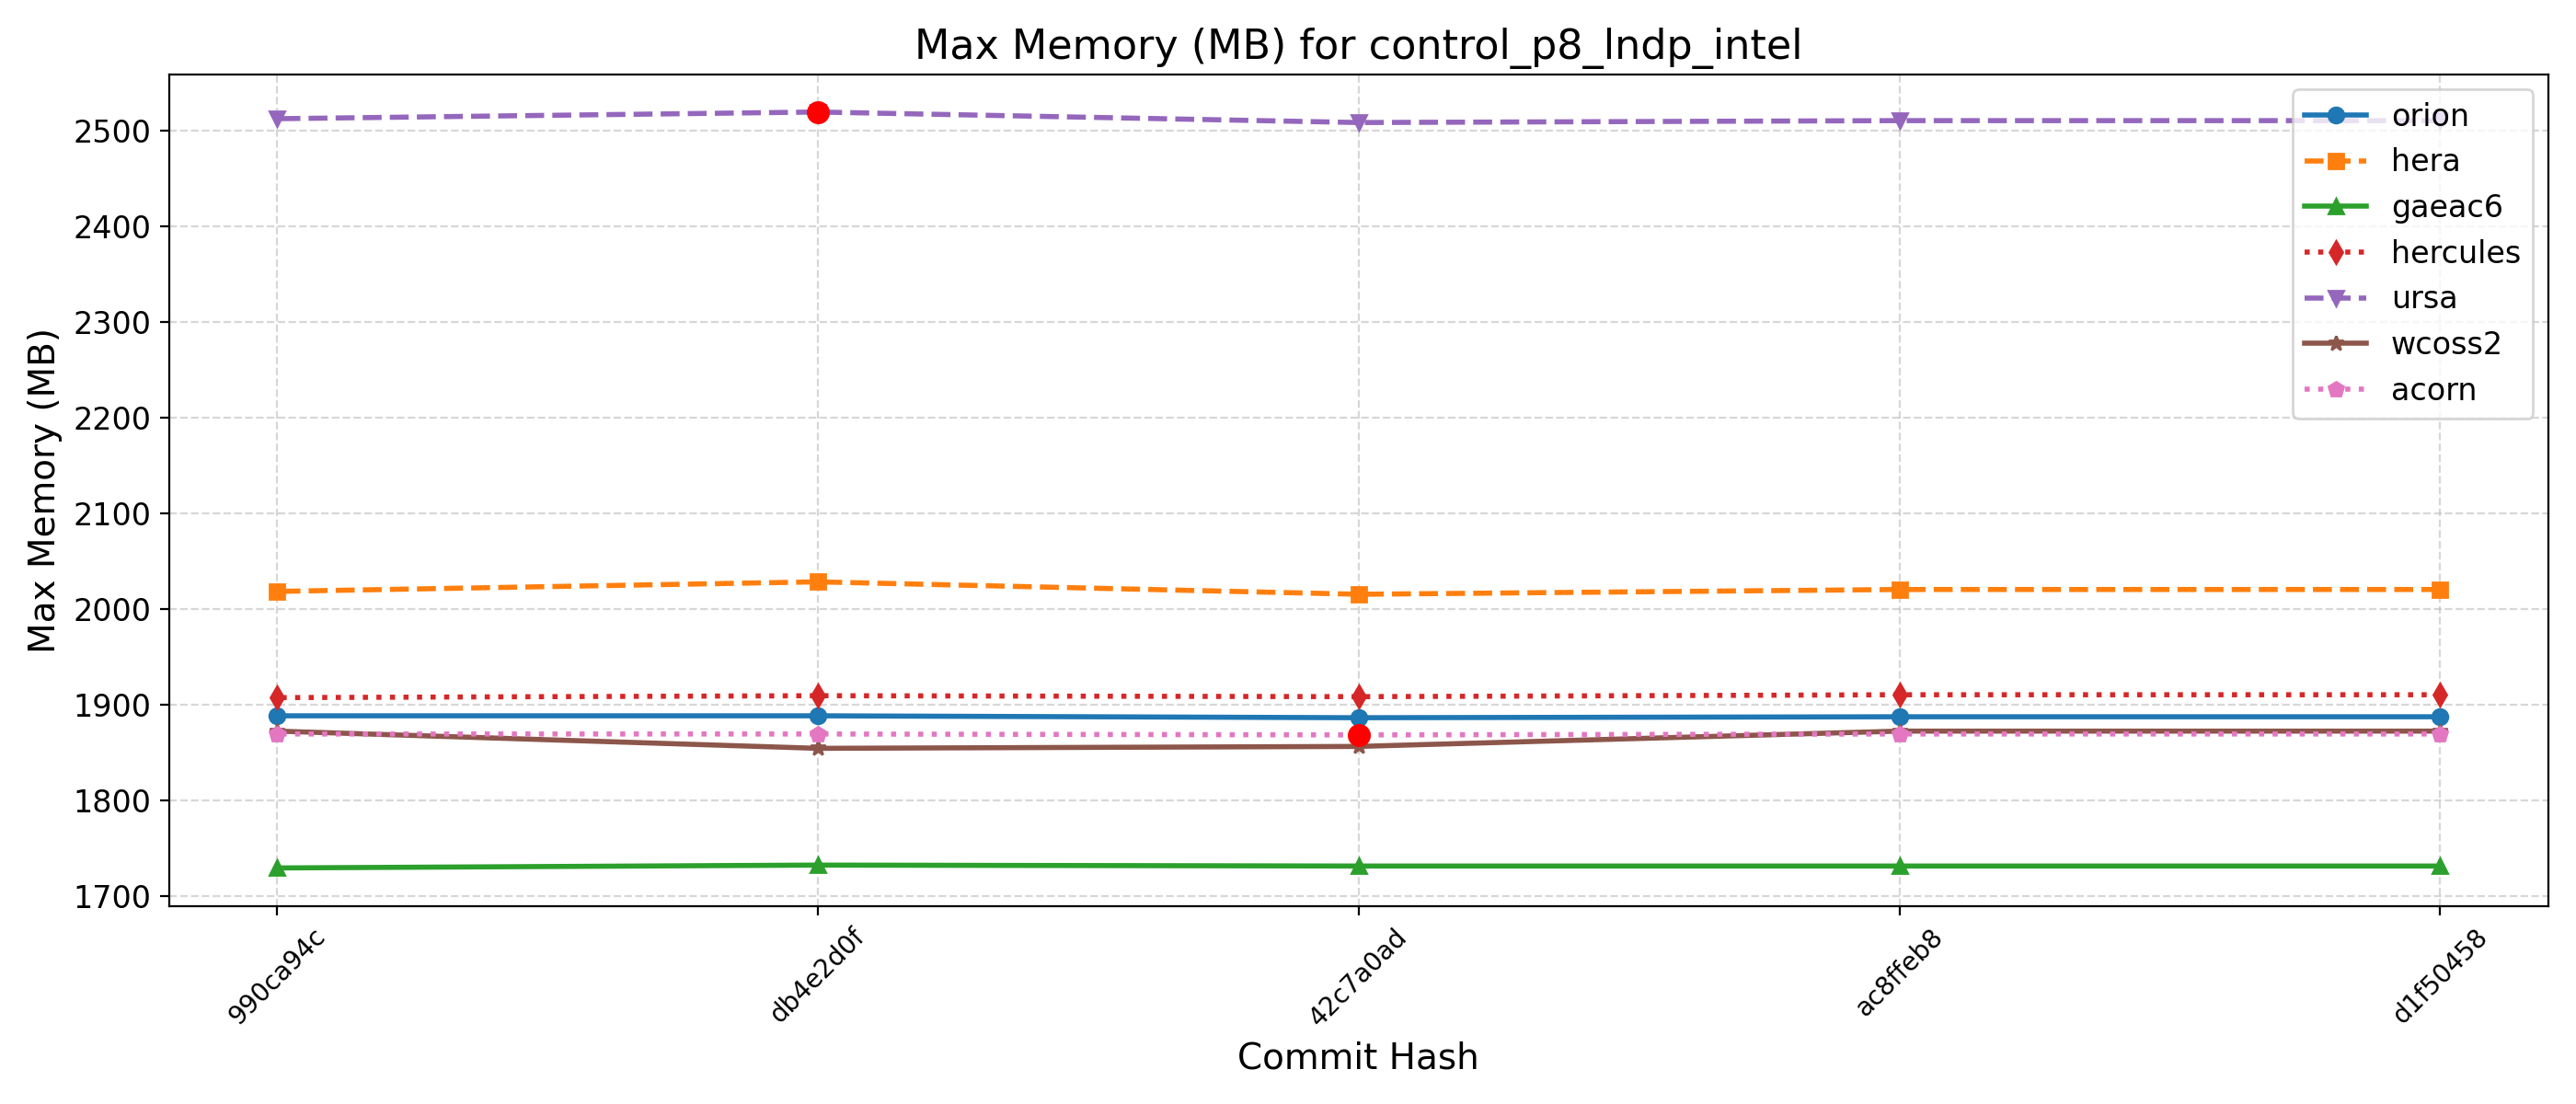 Max Memory (MB) for control_p8_lndp_intel
Max Memory (MB)
2500
2400
2300
2200
2100
2000
1900
1800
1700
orion
hera
gaeac6
hercules
ursa
wcoss2
acorn
990ca94c
db4e2d0f
42c7a0ad
ac8ffeb8
d1f50458
Commit Hash